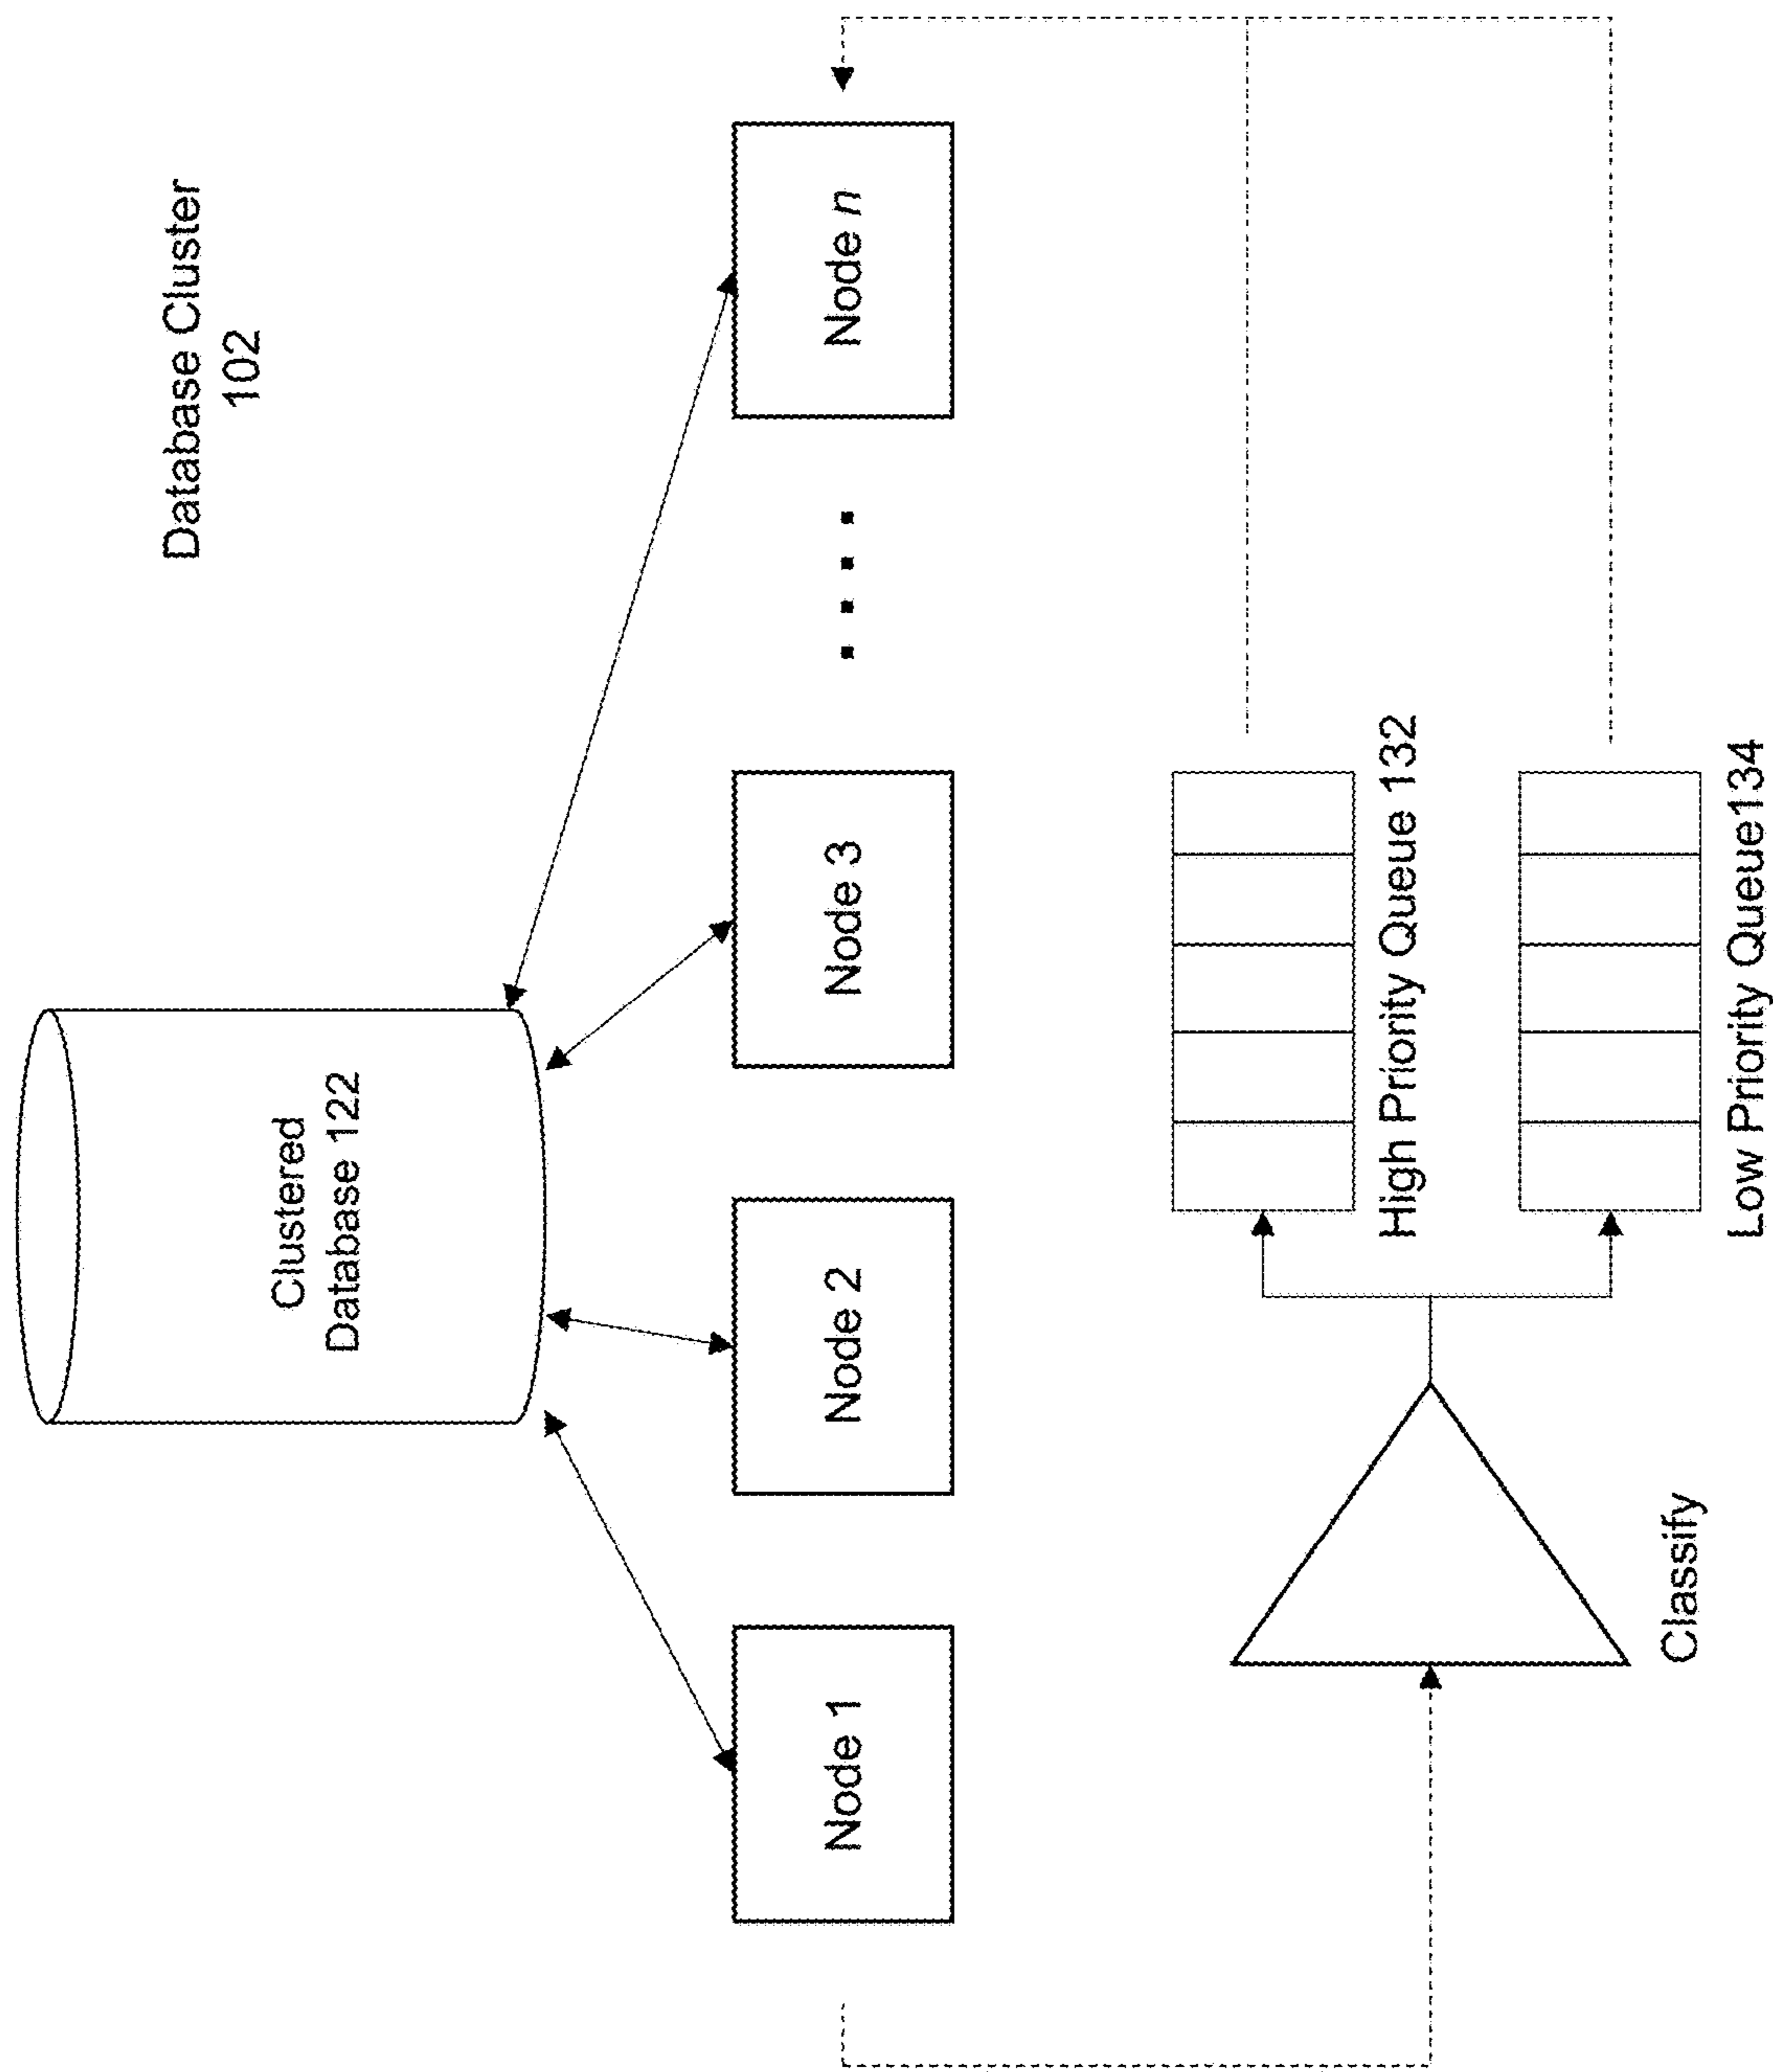 Database Cluster
102
Clustered
Database 122
Node 1
Node 2
Node 3
Node n
High Priority Queue 132
Low Priority Queue134
Classify